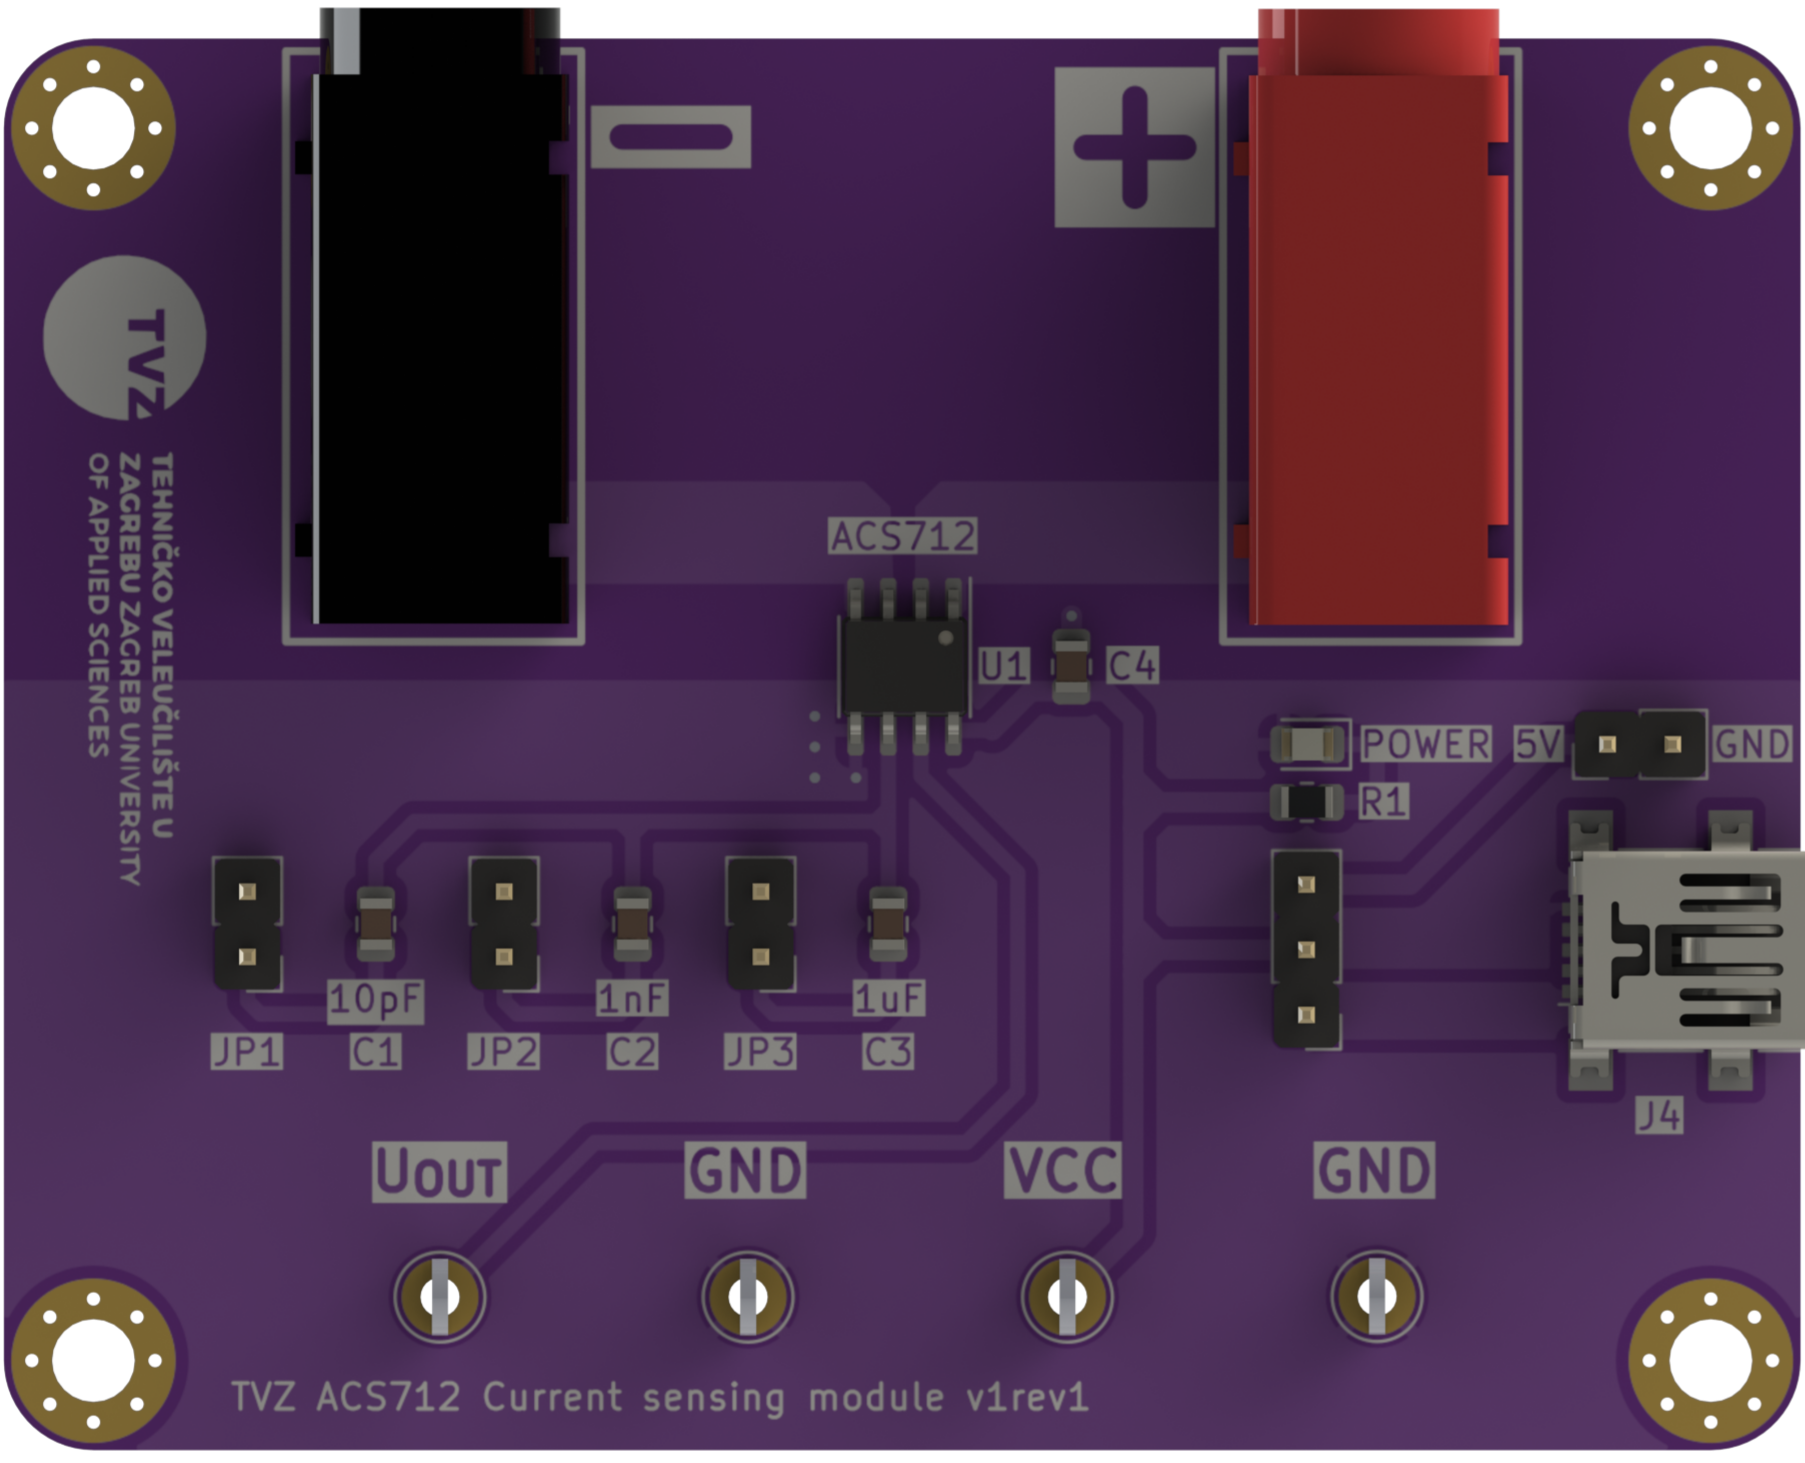 TVZ
TEHNIČKO VELEUČILIŠTE U
ZAGREBU ZAGREB UNIVERSITY
OF APPLIED SCIENCES
ACS712
U1
C4
POWER
5V
GND
R1
10pF
1nF
1uF
JP1
C1
JP2
C2
JP3
C3
J4
UOUT
GND
VCC
GND
TVZ ACS712 Current sensing module v1rev1